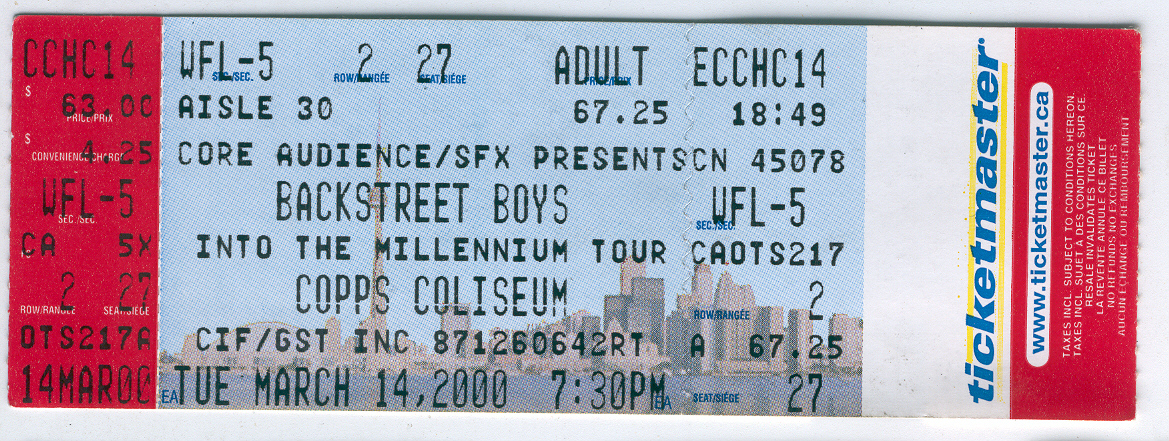 CCHC14
$ 63.00
PRICE/PRIX
$ 4.25
CONVENIENCE CHARGE
WFL-5
SEC./SEC.
CA 5X
2 27
ROW/RANGÉE SEAT/SIÈGE
OTS217A
14MAR00
WFL-5 2 27 ADULT
SEC./SEC. ROW/RANGÉE SEAT/SIÈGE PRICE/PRIX
AISLE 30 67.25
CORE AUDIENCE/SFX PRESENTS
BACKSTREET BOYS
INTO THE MILLENNIUM TOUR
COPPS COLISEUM
CIF/GST INC 871260642RT
EA TUE MARCH 14,2000 7:30PM EA
ECCHC14
18:49
CN 45078
WFL-5
SEC./SEC.
CAOTS217
2
ROW/RANGÉE
A 67.25
SEAT/SIÈGE 27
ticketmaster
www.ticketmaster.ca
TAXES INCL. SUBJECT TO CONDITIONS HEREON.
TAXES INCL. SUJET À DES CONDITIONS SUR CE.
RESALE INVALIDATES TICKET
LA REVENTE ANNULE CE BILLET
NO REFUNDS NO EXCHANGES
AUCUN ÉCHANGE OU REMBOURSEMENT